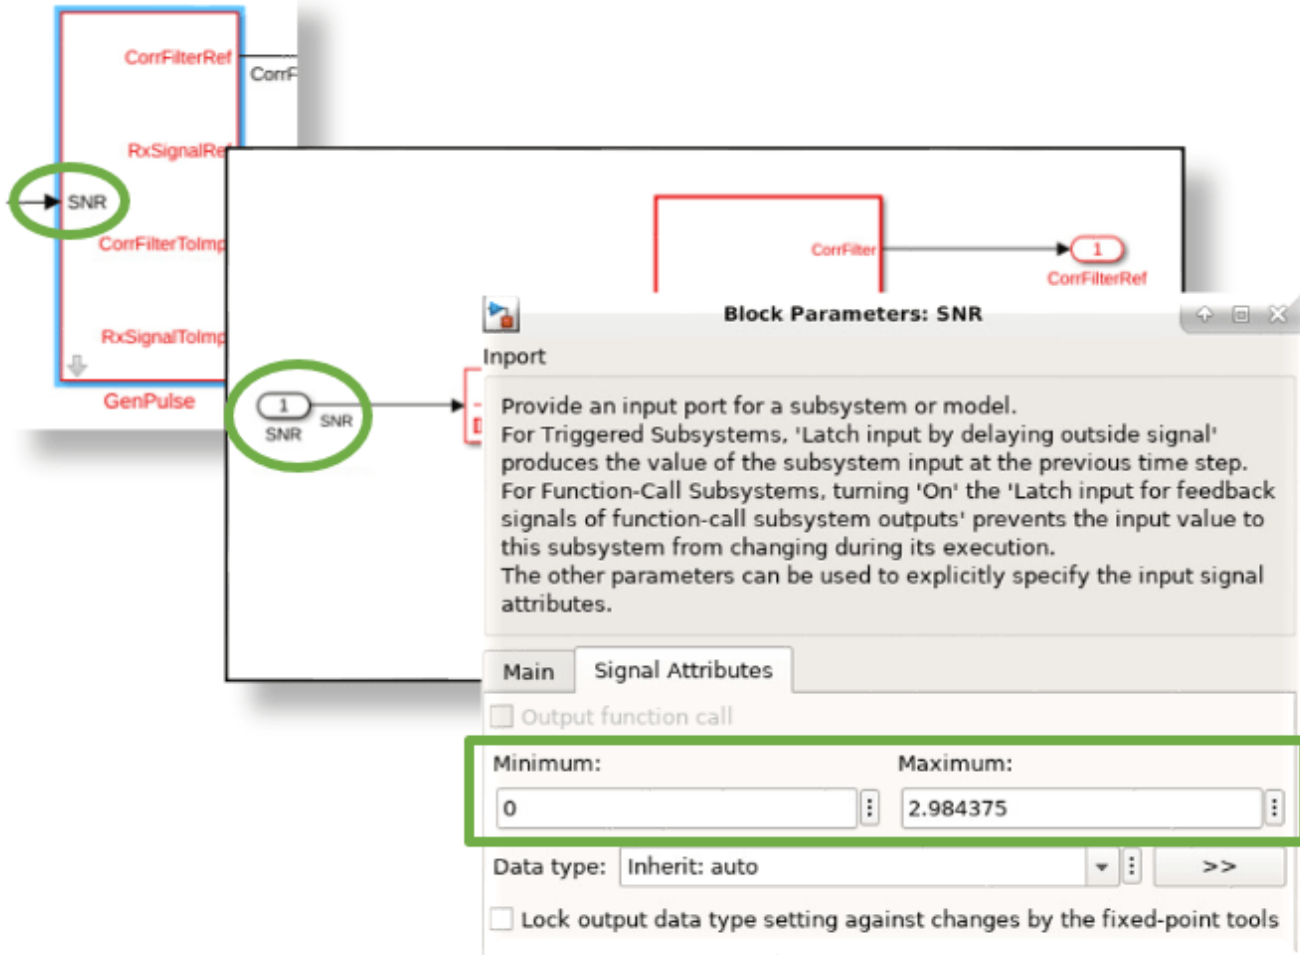 CorrFilterRef
CorrF
RxSignalRe
SNR
CorrFilterToImp
RxSignalToImp
GenPulse
CorrFilter
1
CorrFilterRef
1
SNR
SNR
Block Parameters: SNR
Inport
Provide an input port for a subsystem or model.
For Triggered Subsystems, 'Latch input by delaying outside signal'
produces the value of the subsystem input at the previous time step.
For Function-Call Subsystems, turning 'On' the 'Latch input for feedback
signals of function-call subsystem outputs' prevents the input value to
this subsystem from changing during its execution.
The other parameters can be used to explicitly specify the input signal
attributes.
Main Signal Attributes
Output function call
Minimum: Maximum:
0 2.984375
Data type: Inherit: auto >>
Lock output data type setting against changes by the fixed-point tools